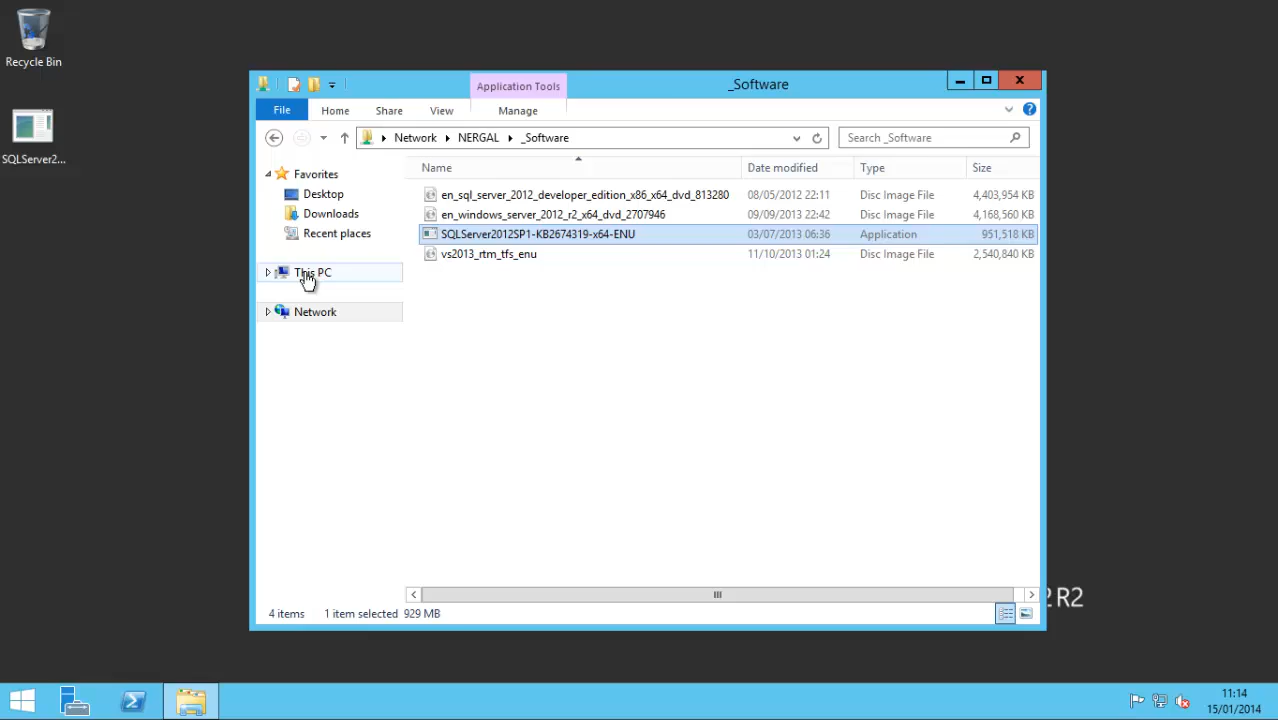 Recycle Bin
SQLServer2...
Application Tools
_Software
File
Home
Share
View
Manage
Network
NERGAL
_Software
Search _Software
Favorites
Desktop
Downloads
Recent places
This PC
Network
Name
Date modified
Type
Size
en_sql_server_2012_developer_edition_x86_x64_dvd_813280 08/05/2012 22:11 Disc Image File 4,403,954 KB
en_windows_server_2012_r2_x64_dvd_2707946 09/09/2013 22:42 Disc Image File 4,168,560 KB
SQLServer2012SP1-KB2674319-x64-ENU 03/07/2013 06:36 Application 951,518 KB
vs2013_rtm_tfs_enu 11/10/2013 01:24 Disc Image File 2,540,840 KB
4 items 1 item selected 929 MB
R2
11:14
15/01/2014